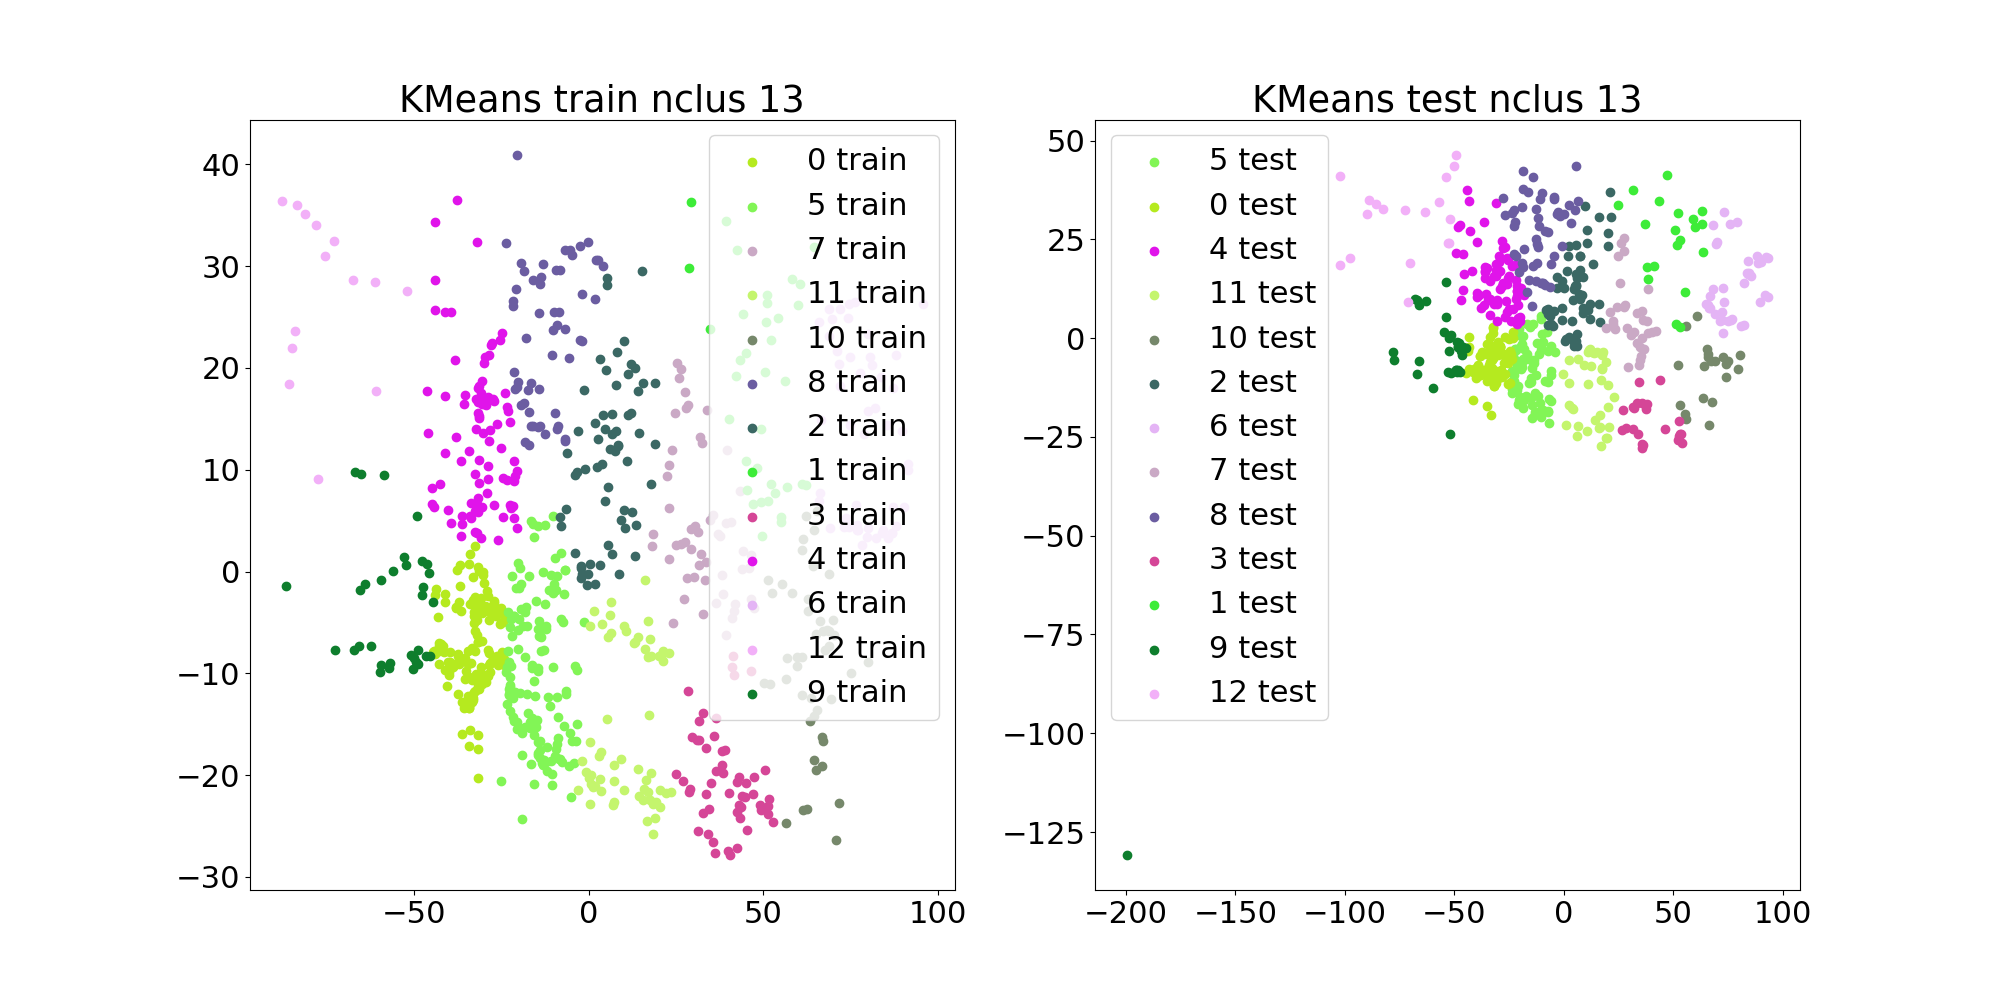 KMeans train nclus 13
40
30
20
10
0
−10
−20
−30
−50
0
50
100
0 train
5 train
7 train
11 train
10 train
8 train
2 train
1 train
3 train
4 train
6 train
12 train
9 train
KMeans test nclus 13
50
25
0
−25
−50
−75
−100
−125
−200
−150
−100
−50
0
50
100
5 test
0 test
4 test
11 test
10 test
2 test
6 test
7 test
8 test
3 test
1 test
9 test
12 test